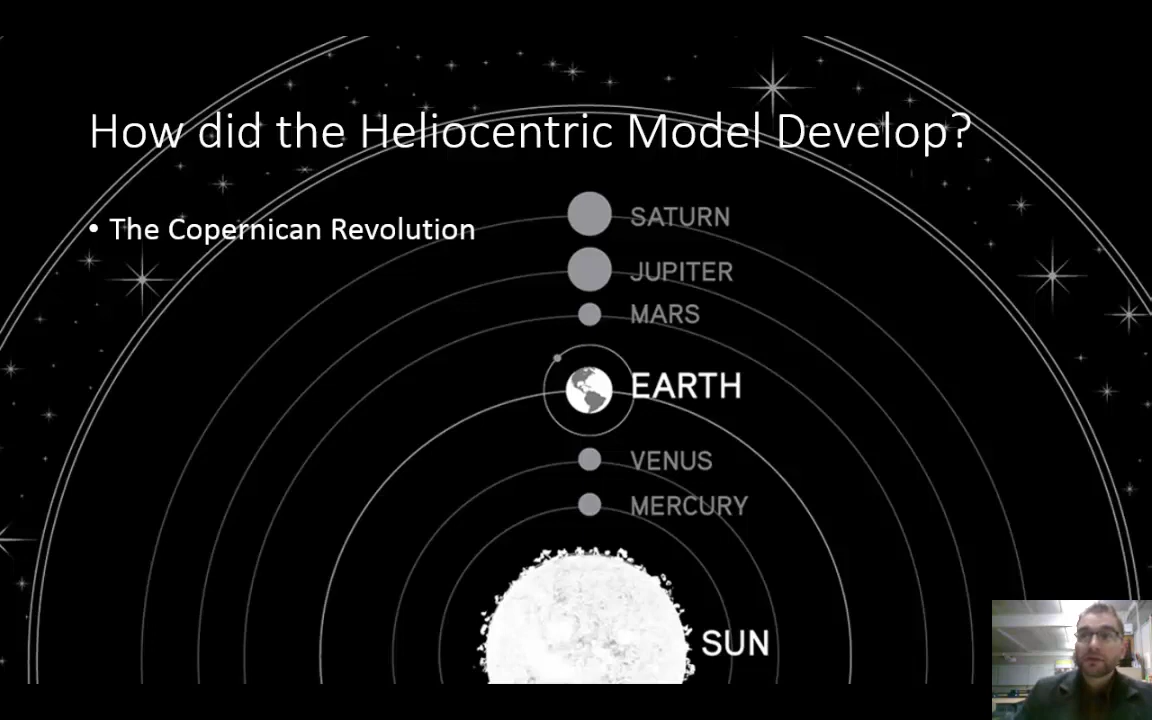 How did the Heliocentric Model Develop?
• The Copernican Revolution
SATURN
JUPITER
MARS
EARTH
VENUS
MERCURY
SUN